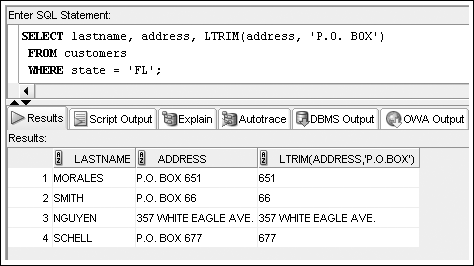 Enter SQL Statement:
SELECT lastname, address, LTRIM(address, 'P.O. BOX')
FROM customers
WHERE state = 'FL';
Results Script Output Explain Autotrace DBMS Output OWA Output
Results:
LASTNAME ADDRESS LTRIM(ADDRESS,'P.O.BOX')
1 MORALES P.O. BOX 651 651
2 SMITH P.O. BOX 66 66
3 NGUYEN 357 WHITE EAGLE AVE. 357 WHITE EAGLE AVE.
4 SCHELL P.O. BOX 677 677